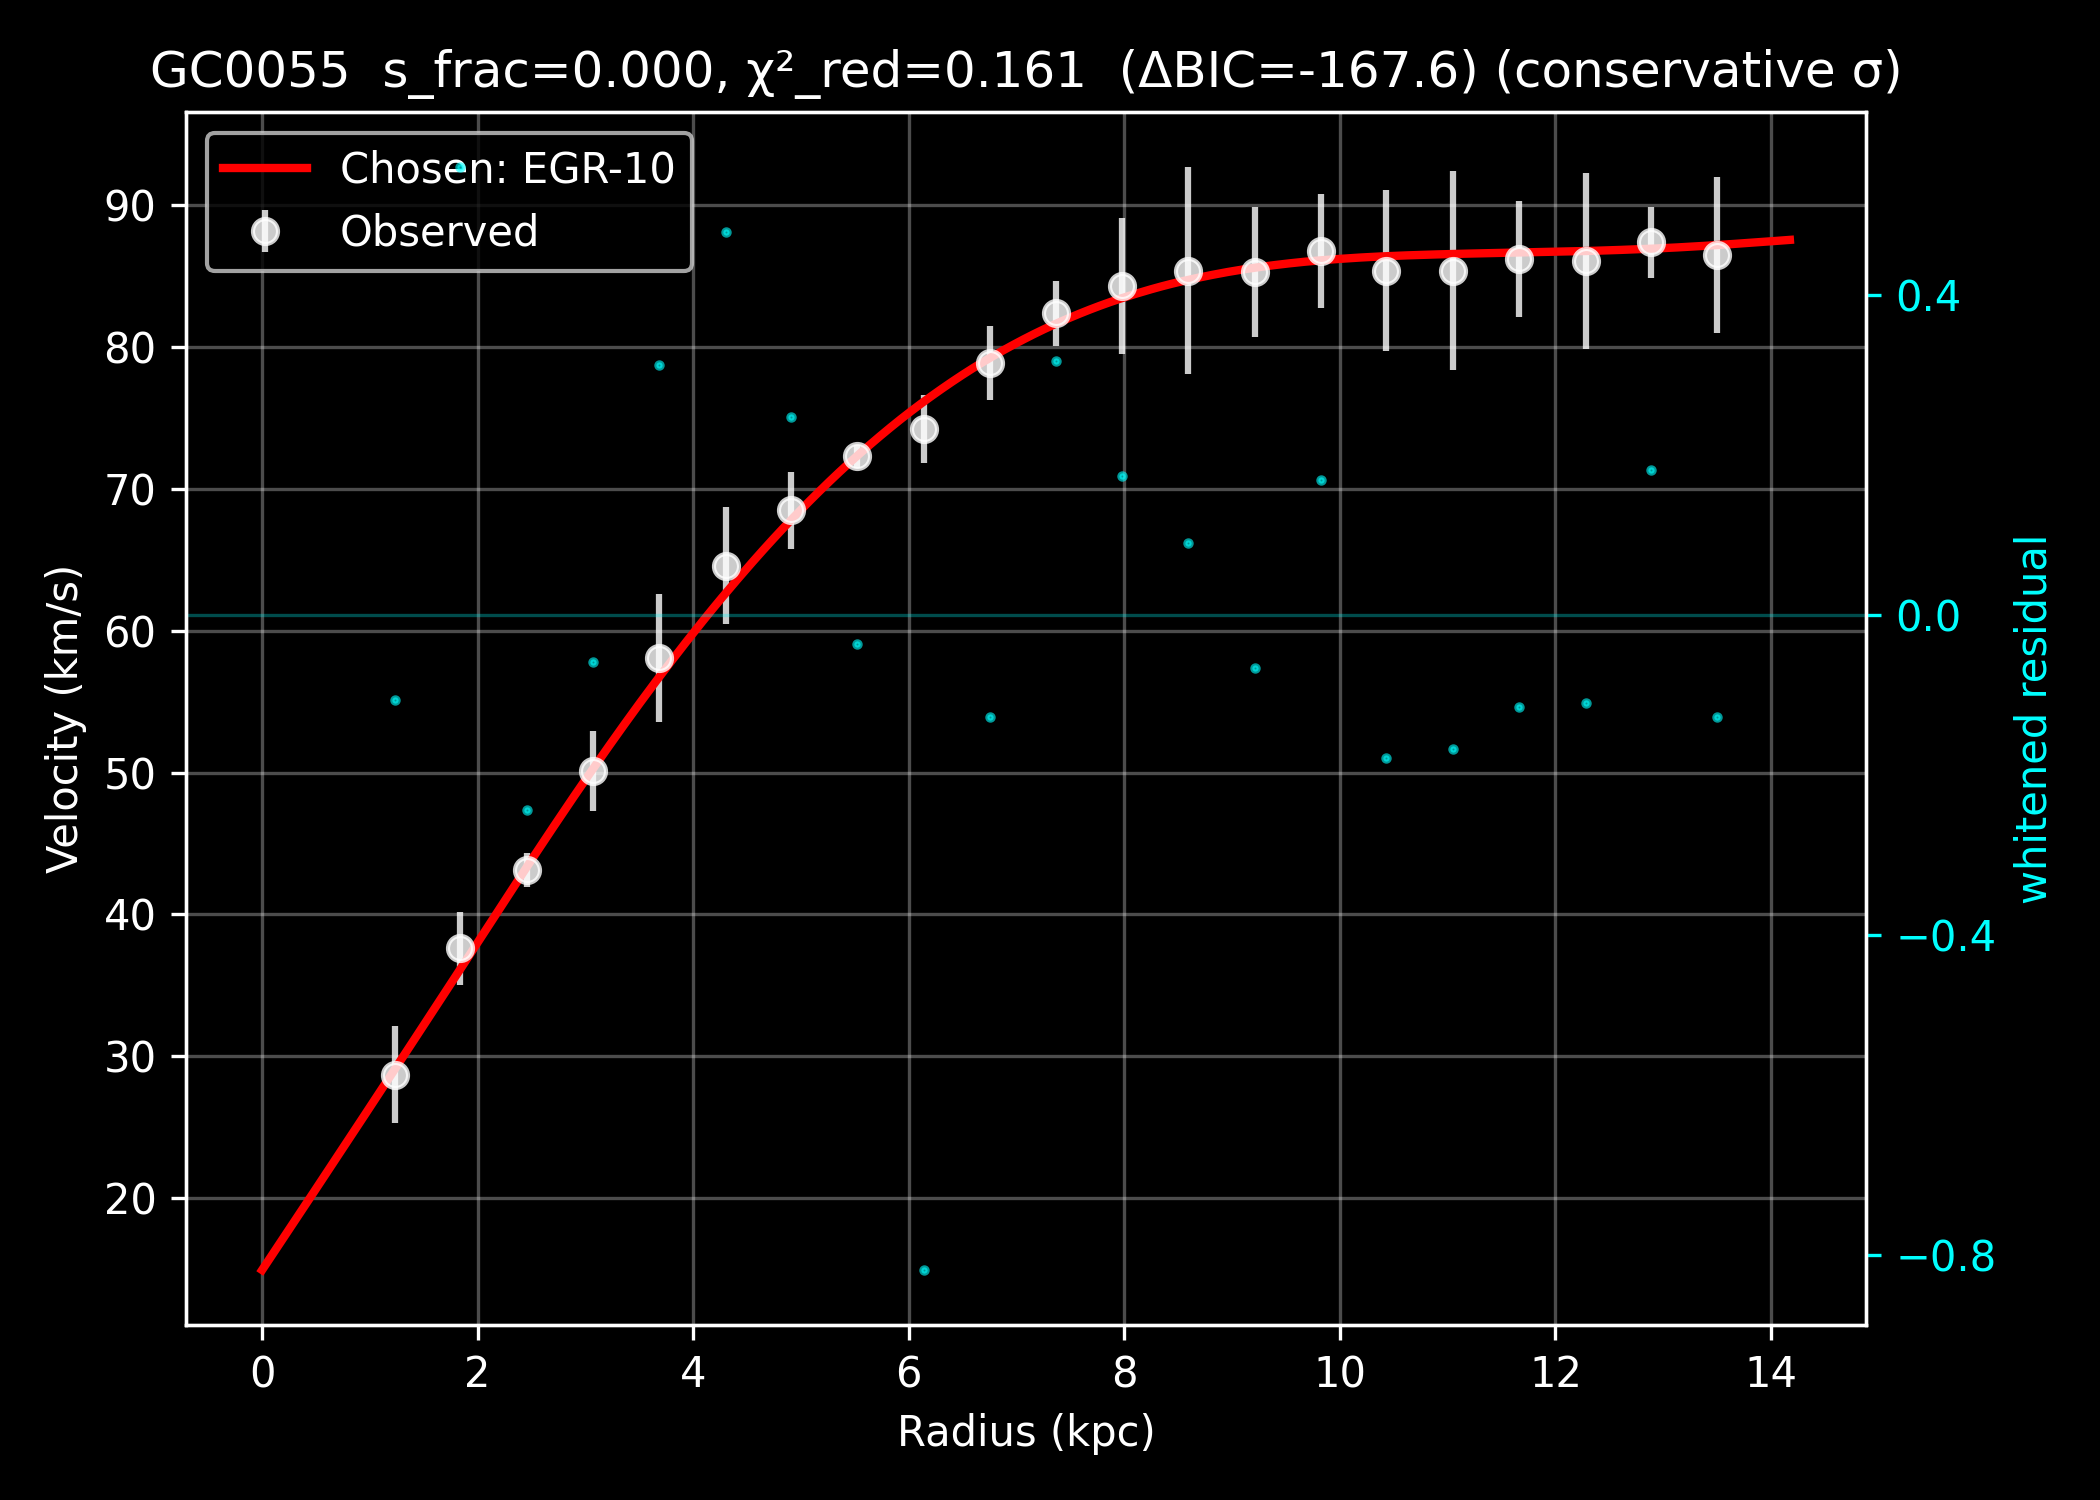 GC0055  s_frac=0.000, χ²_red=0.161  (ΔBIC=-167.6) (conservative σ)
Chosen: EGR-10
Observed
90
80
70
60
50
40
30
20
Velocity (km/s)
0.4
0.0
−0.4
−0.8
whitened residual
0 2 4 6 8 10 12 14
Radius (kpc)